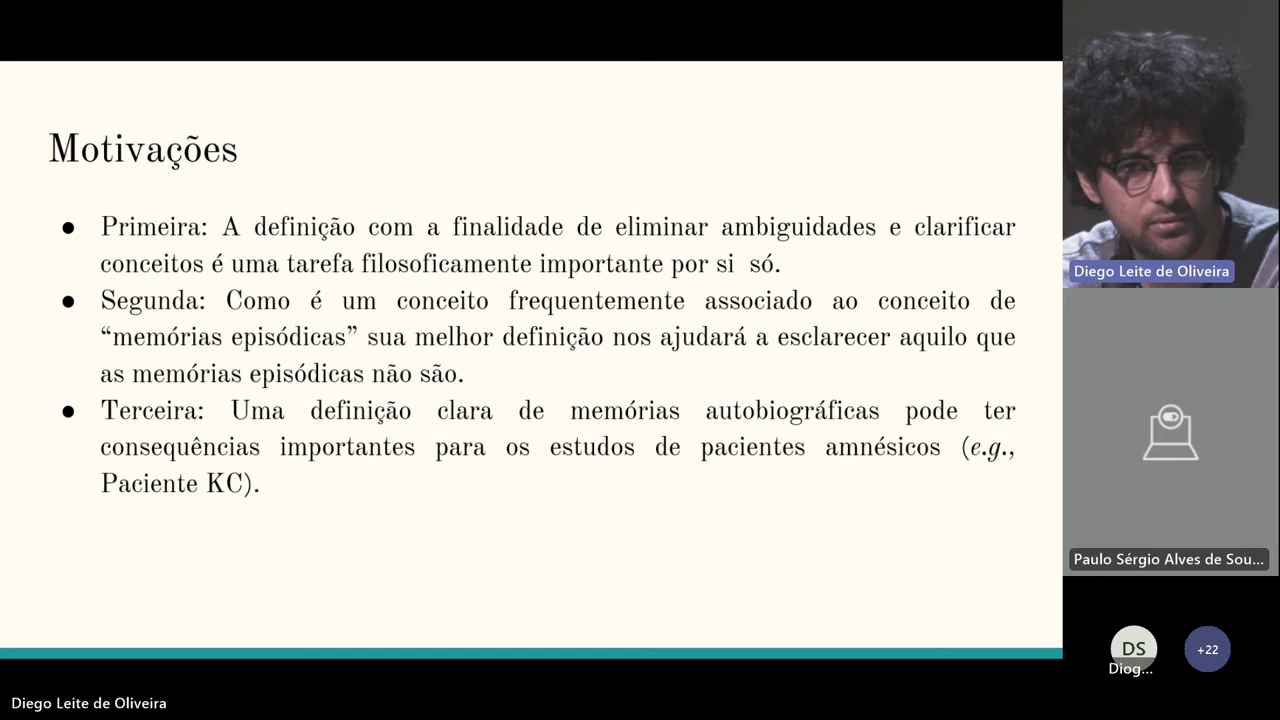 Motivações
● Primeira: A definição com a finalidade de eliminar ambiguidades e clarificar
conceitos é uma tarefa filosoficamente importante por si só.
● Segunda: Como é um conceito frequentemente associado ao conceito de
“memórias episódicas” sua melhor definição nos ajudará a esclarecer aquilo que
as memórias episódicas não são.
● Terceira: Uma definição clara de memórias autobiográficas pode ter
consequências importantes para os estudos de pacientes amnésicos (e.g.,
Paciente KC).
Diego Leite de Oliveira
Paulo Sérgio Alves de Sou...
DS
Diog...
+22
Diego Leite de Oliveira